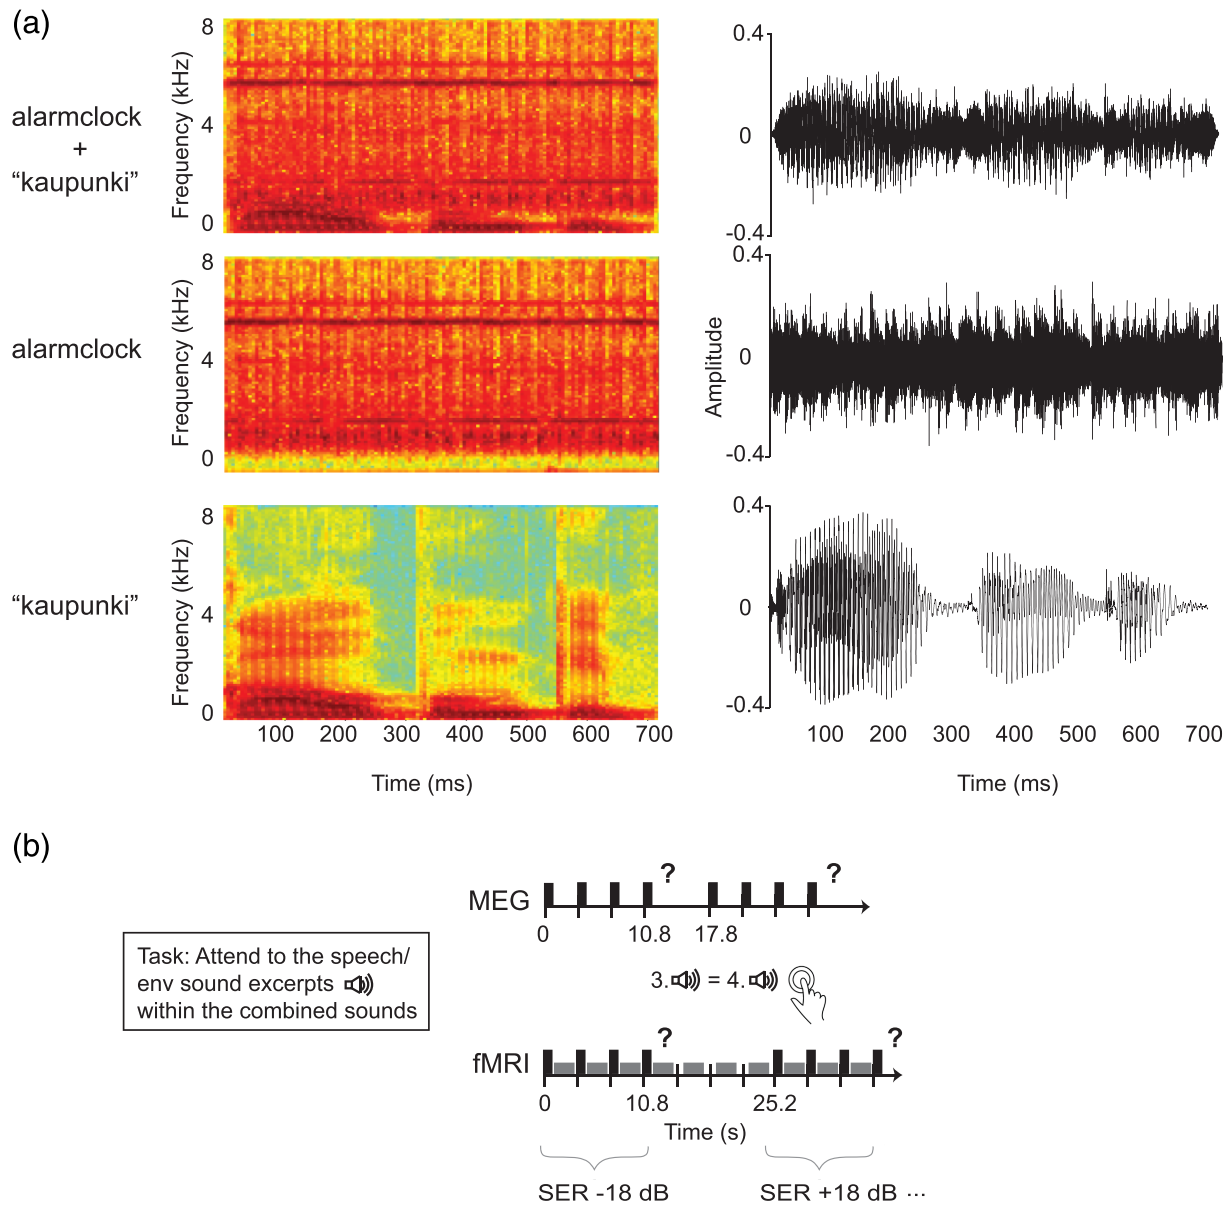 (a)
alarmclock
+
“kaupunki”
Frequency (kHz)
8
4
0
0.4
0
-0.4
alarmclock
Frequency (kHz)
8
4
0
Amplitude
0.4
0
-0.4
“kaupunki”
Frequency (kHz)
8
4
0
0.4
0
-0.4
100 200 300 400 500 600 700
Time (ms)
100 200 300 400 500 600 700
Time (ms)
(b)
MEG
? ?
0 10.8 17.8
Task: Attend to the speech/
env sound excerpts
within the combined sounds
3. = 4.
fMRI
? ?
0 10.8 25.2
Time (s)
SER -18 dB SER +18 dB ...